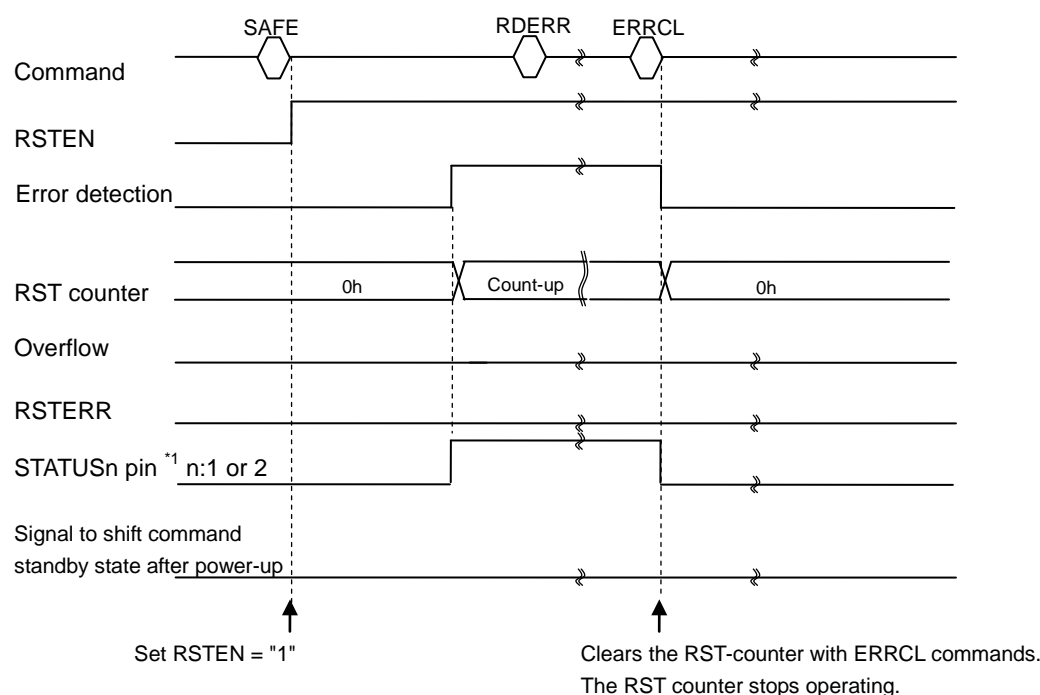 SAFE RDERR ERRCL
Command
RSTEN
Error detection
RST counter 0h Count-up 0h
Overflow
RSTERR
STATUSn pin *1 n:1 or 2
Signal to shift command
standby state after power-up
Set RSTEN = "1"
Clears the RST-counter with ERRCL commands.
The RST counter stops operating.